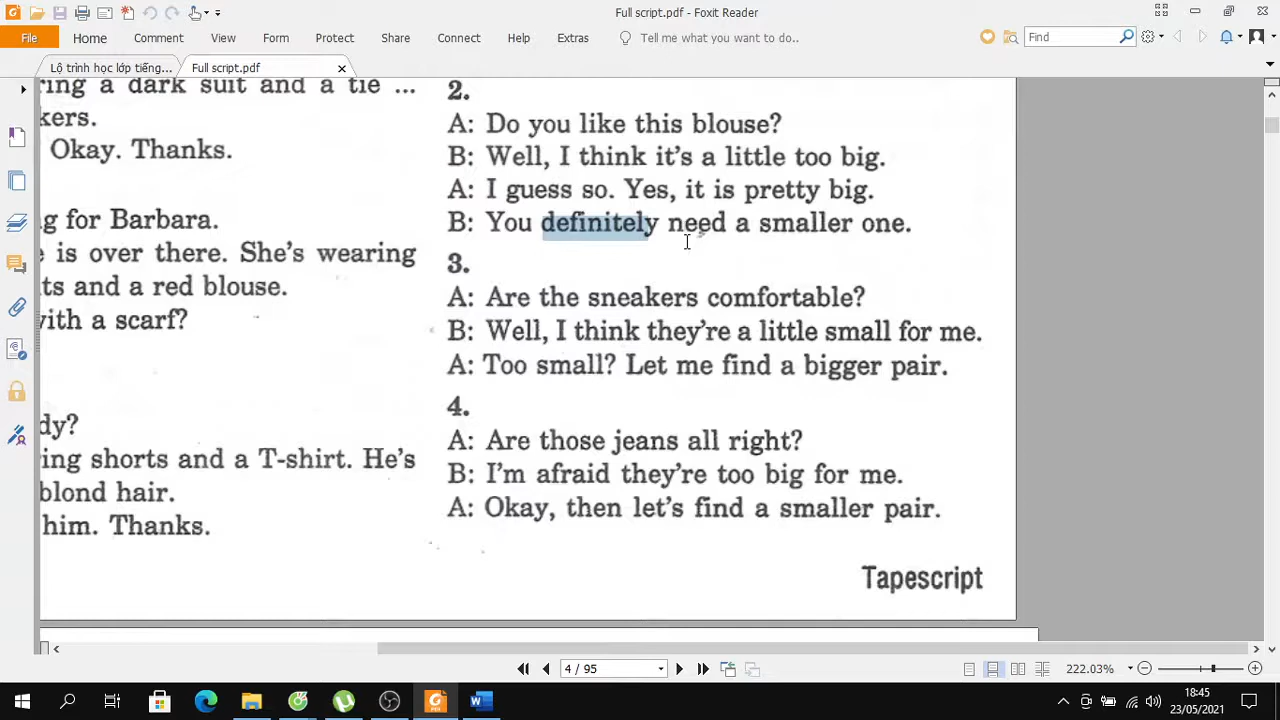 Full script.pdf - Foxit Reader
File Home Comment View Form Protect Share Connect Help Extras Tell me what you want to do.. Find
Lộ trình học lớp tiếng... Full script.pdf
ring a dark suit and a tie ...
kers.
Okay. Thanks.
g for Barbara.
is over there. She's wearing
ts and a red blouse.
with a scarf?
dy?
ring shorts and a T-shirt. He's
blond hair.
him. Thanks.
2.
A: Do you like this blouse?
B: Well, I think it's a little too big.
A: I guess so. Yes, it is pretty big.
B: You definitely need a smaller one.
3.
A: Are the sneakers comfortable?
B: Well, I think they're a little small for me.
A: Too small? Let me find a bigger pair.
4.
A: Are those jeans all right?
B: I'm afraid they're too big for me.
A: Okay, then let's find a smaller pair.
Tapescript
4 / 95
222.03%
18:45
23/05/2021